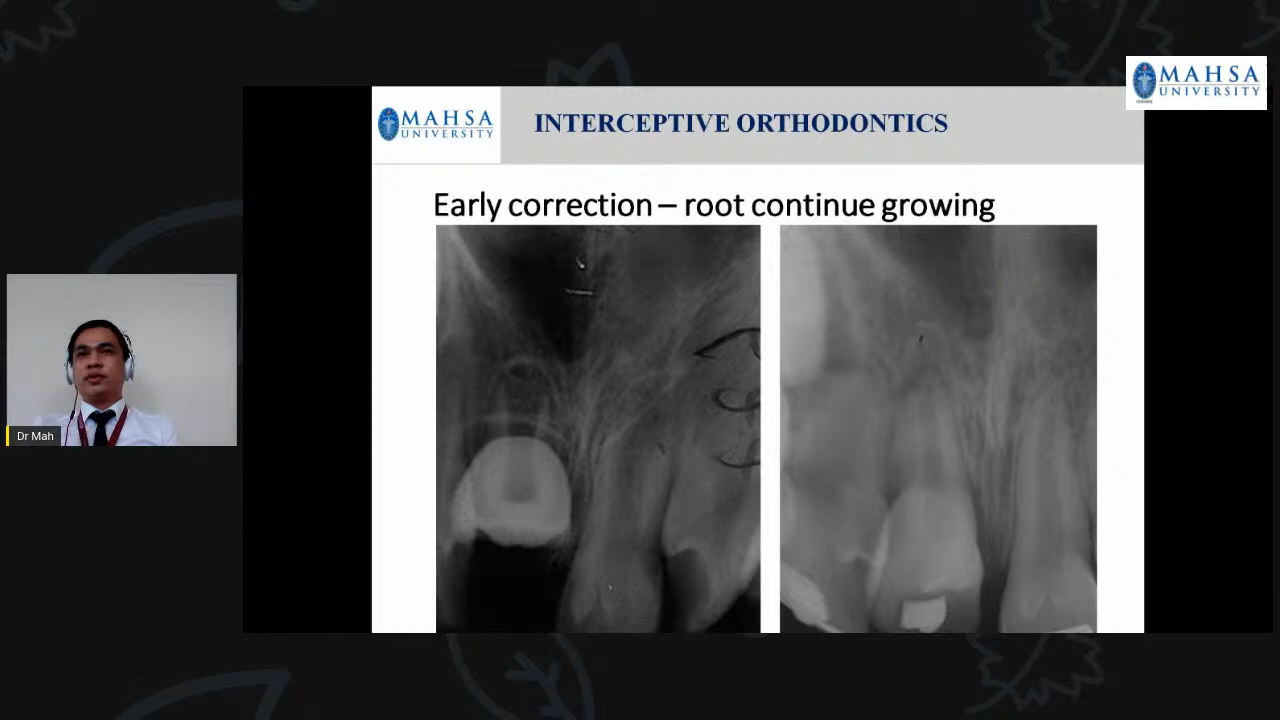 MAHSA
UNIVERSITY
MAHSA
UNIVERSITY
INTERCEPTIVE ORTHODONTICS
Early correction – root continue growing
Dr Mah